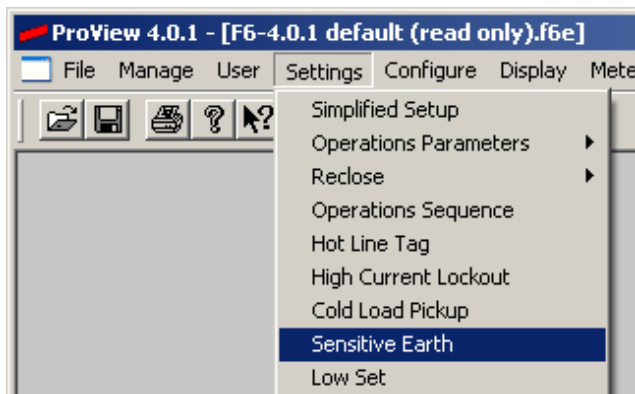 ProView 4.0.1 - [F6-4.0.1 default (read only).f6e]
File Manage User Settings Configure Display Mete
Simplified Setup
Operations Parameters
Reclose
Operations Sequence
Hot Line Tag
High Current Lockout
Cold Load Pickup
Sensitive Earth
Low Set